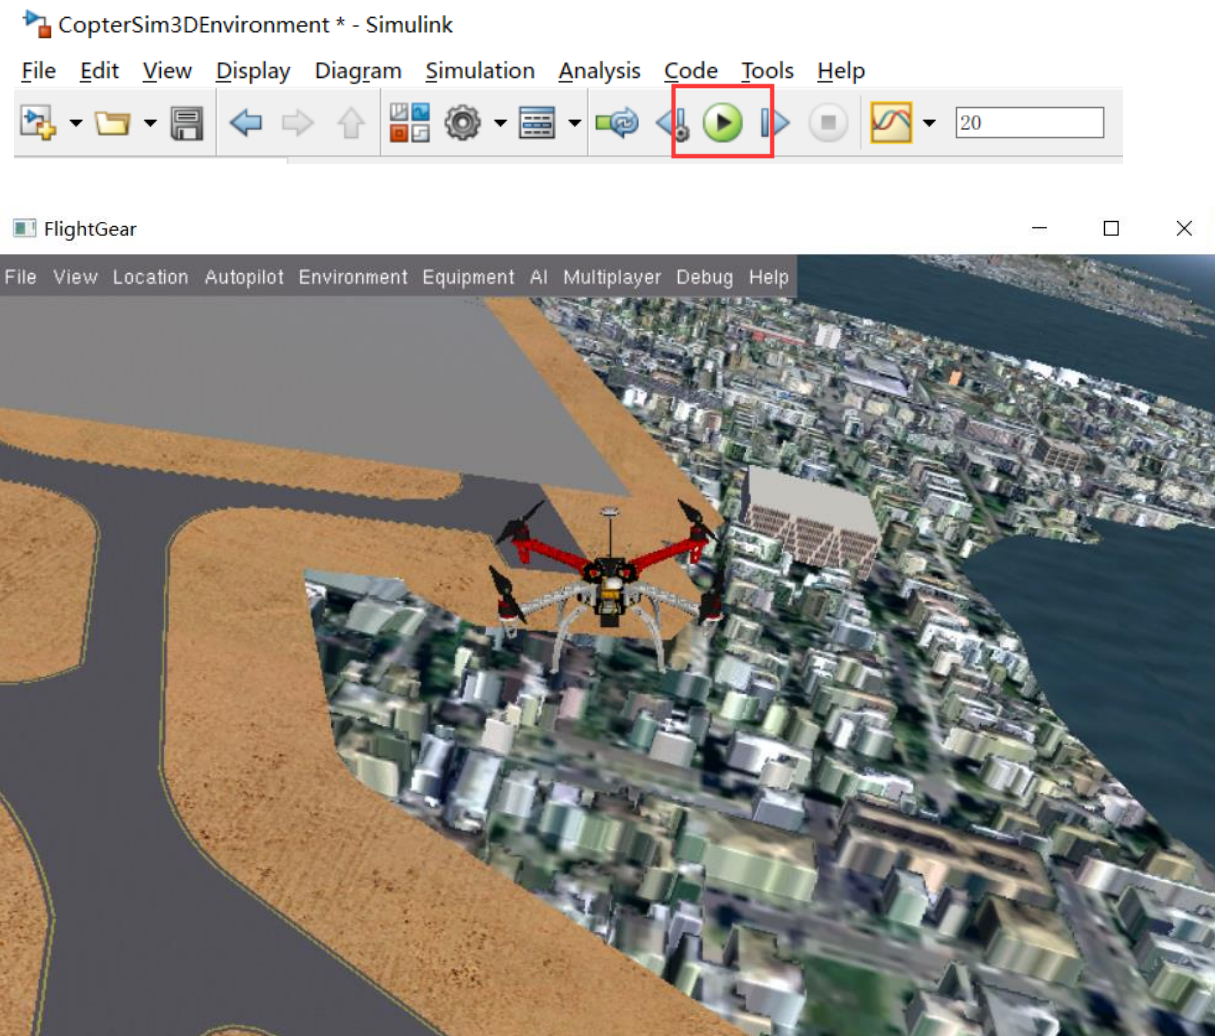 CopterSim3DEnvironment * - Simulink
File Edit View Display Diagram Simulation Analysis Code Tools Help
20
FlightGear
File View Location Autopilot Environment Equipment AI Multiplayer Debug Help